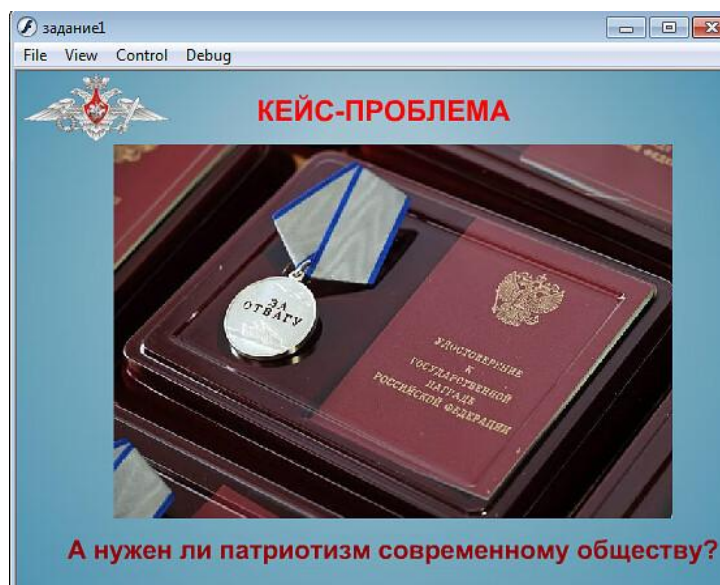 задание1
File View Control Debug
КЕЙС-ПРОБЛЕМА
ЗА
ОТВАГУ
УДОСТОВЕРЕНИЕ
К
ГОСУДАРСТВЕННОЙ
НАГРАДЕ
РОССИЙСКОЙ ФЕДЕРАЦИИ
А нужен ли патриотизм современному обществу?